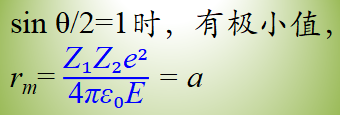 sin θ/2=1时，有极小值，
rₘ= Z₁Z₂e²/4πε₀E = a